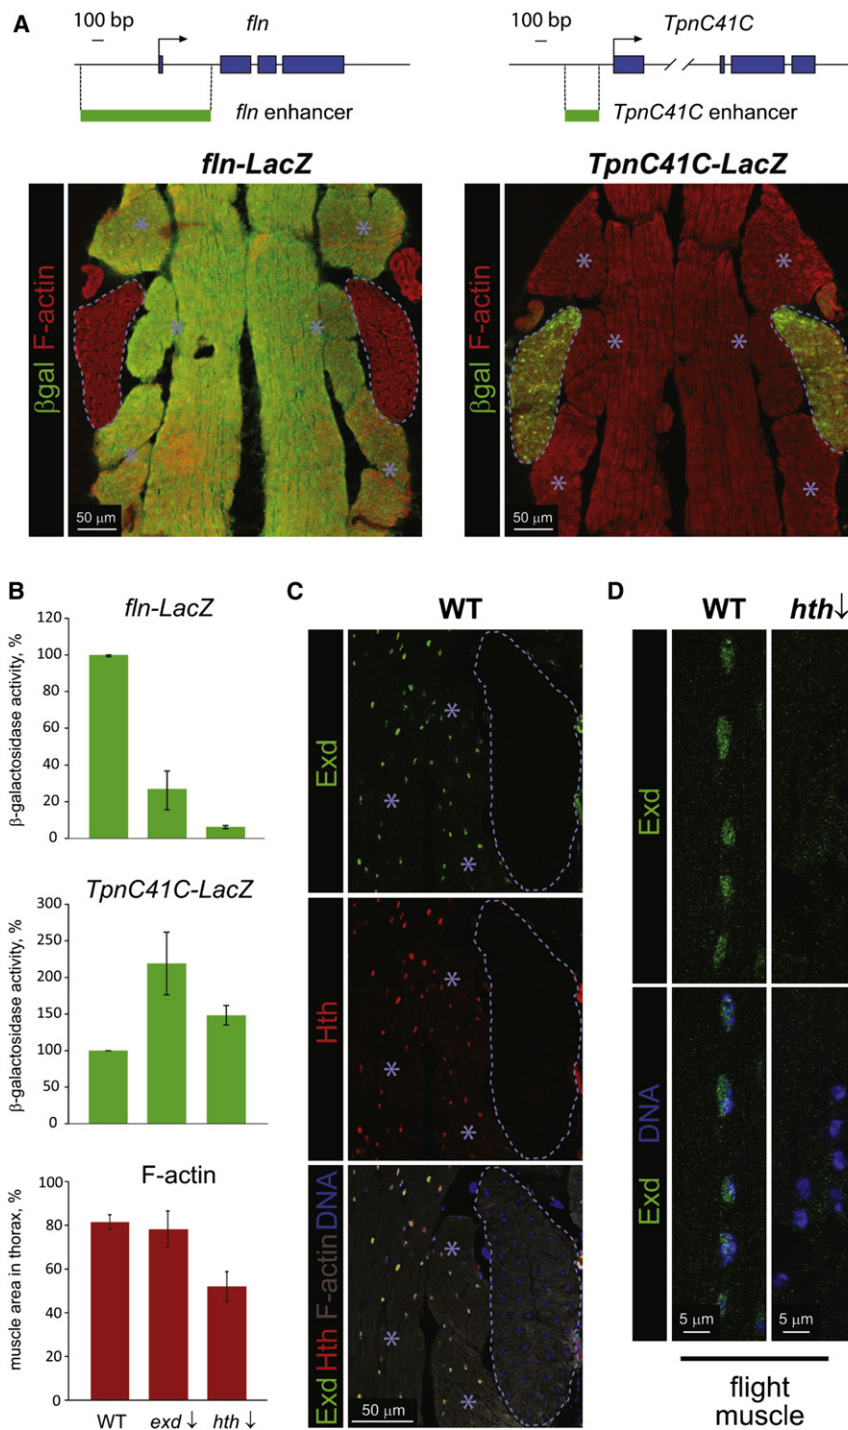 A
100 bp
fln
100 bp
TpnC41C
fln enhancer
TpnC41C enhancer
fln-LacZ
TpnC41C-LacZ
βgal F-actin
* * * * * *
50 μm
βgal F-actin
* * * * * *
50 μm
B
fln-LacZ
β-galactosidase activity, %
120
100
80
60
40
20
0
TpnC41C-LacZ
β-galactosidase activity, %
300
250
200
150
100
50
0
F-actin
muscle area in thorax, %
100
80
60
40
20
0
WT
exd ↓
hth ↓
C
WT
Exd
* * *
Hth
* * *
Exd Hth F-actin DNA
* * *
50 μm
D
WT
hth↓
Exd
Exd DNA
5 μm
5 μm
flight
muscle